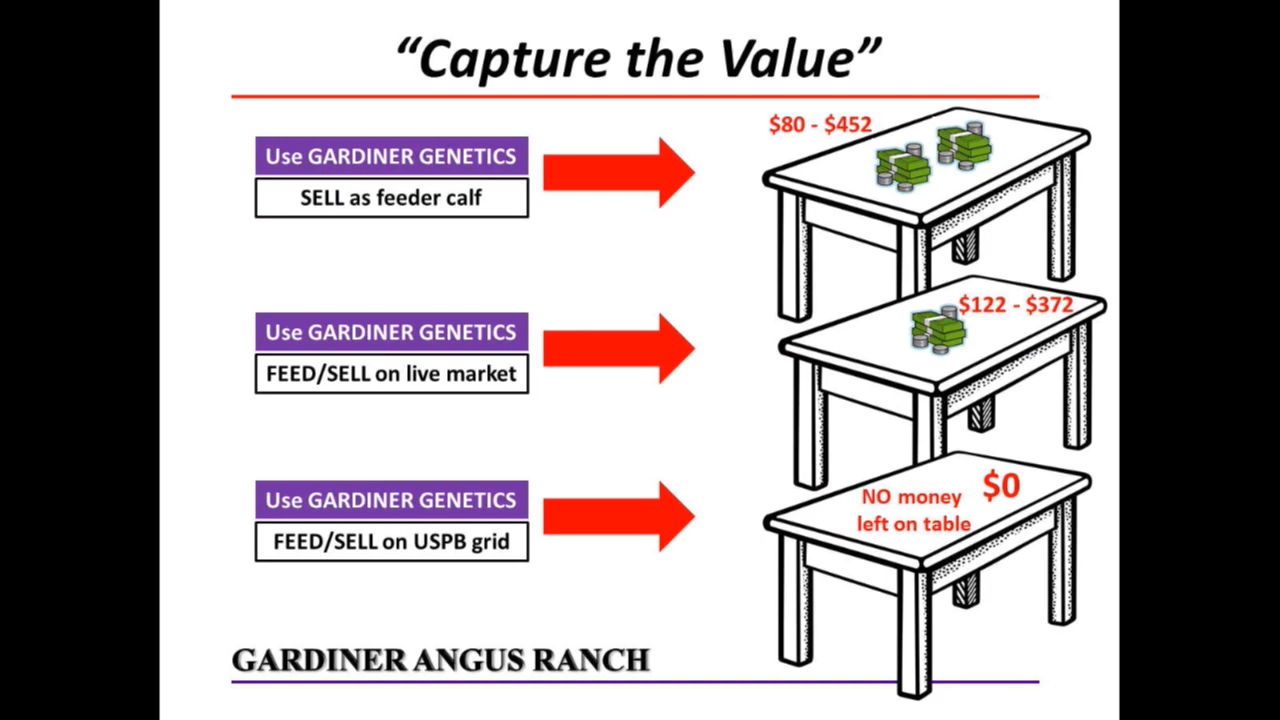 “Capture the Value”
Use GARDINER GENETICS
SELL as feeder calf
$80 - $452
Use GARDINER GENETICS
FEED/SELL on live market
$122 - $372
Use GARDINER GENETICS
FEED/SELL on USPB grid
NO money
left on table
$0
GARDINER ANGUS RANCH